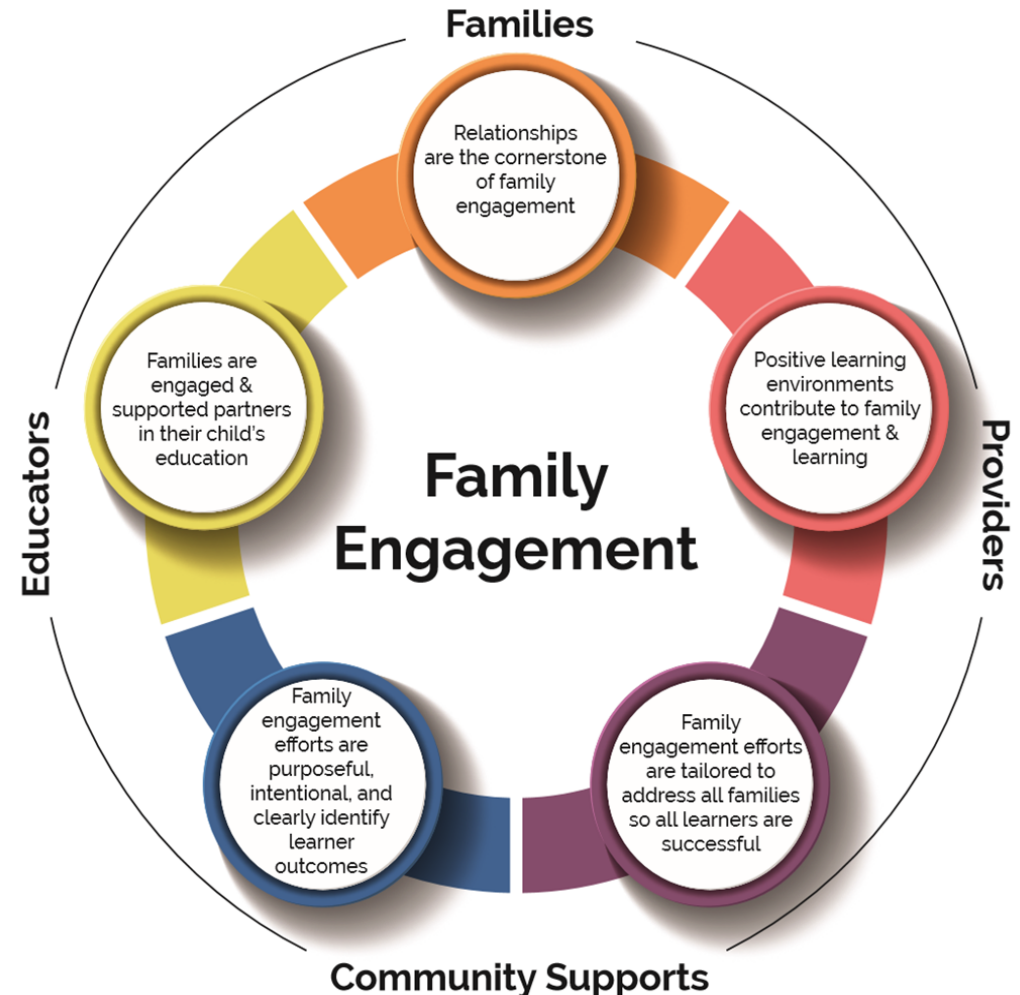 Families
Relationships
are the cornerstone
of family
engagement
Families are
engaged &
supported partners
in their child's
education
Positive learning
environments
contribute to family
engagement &
learning
Educators
Family
Engagement
Providers
Family
engagement
efforts are
purposeful,
intentional, and
clearly identify
learner
outcomes
Family
engagement efforts
are tailored to
address all families
so all learners are
successful
Community Supports